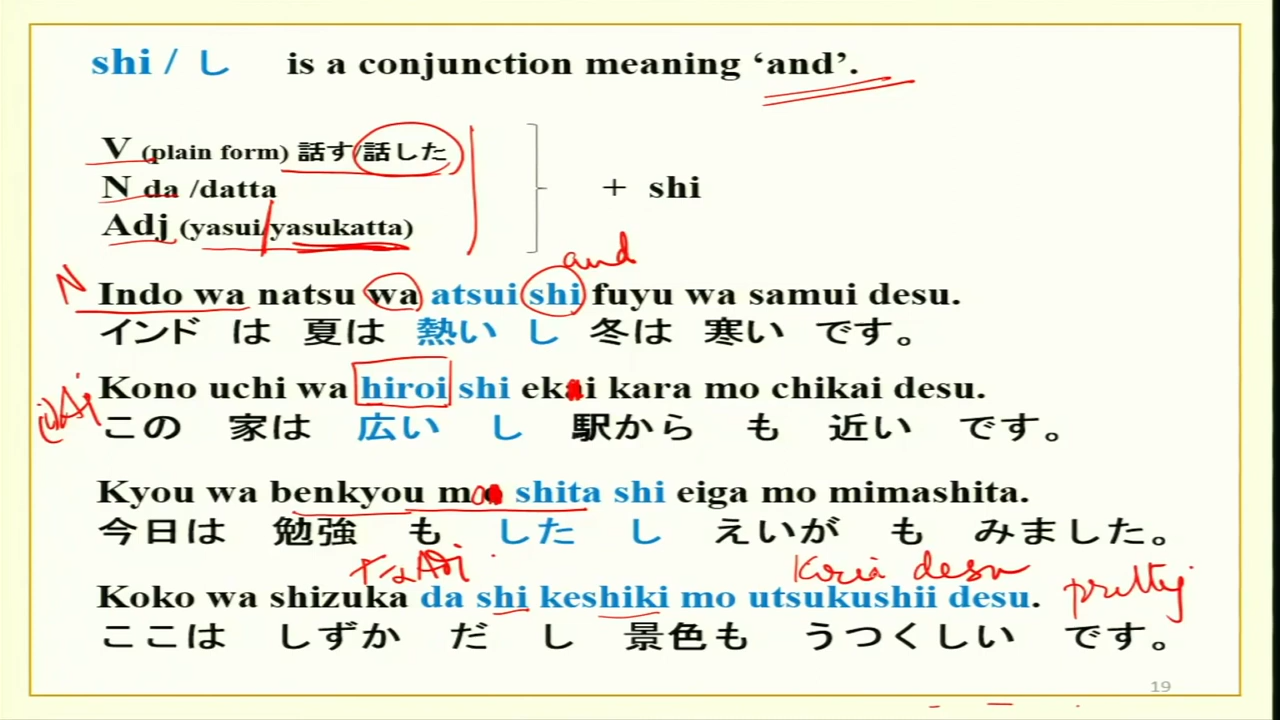 shi / し is a conjunction meaning ‘and’.
V (plain form) 話す/話した
N da /datta
Adj (yasui/yasukatta)
+ shi
and
N Indo wa natsu wa atsui shi fuyu wa samui desu.
インド は 夏は 熱い し 冬は 寒い です。
Kono uchi wa hiroi shi eki kara mo chikai desu.
この 家は 広い し 駅から も 近い です。
Kyou wa benkyou mo shita shi eiga mo mimashita.
今日は 勉強 も した し えいが も みました。
ナ Adj desu
Koko wa shizuka da shi keshiki mo utsukushii desu. pretty
ここは しずか だ し 景色も うつくしい です。
19